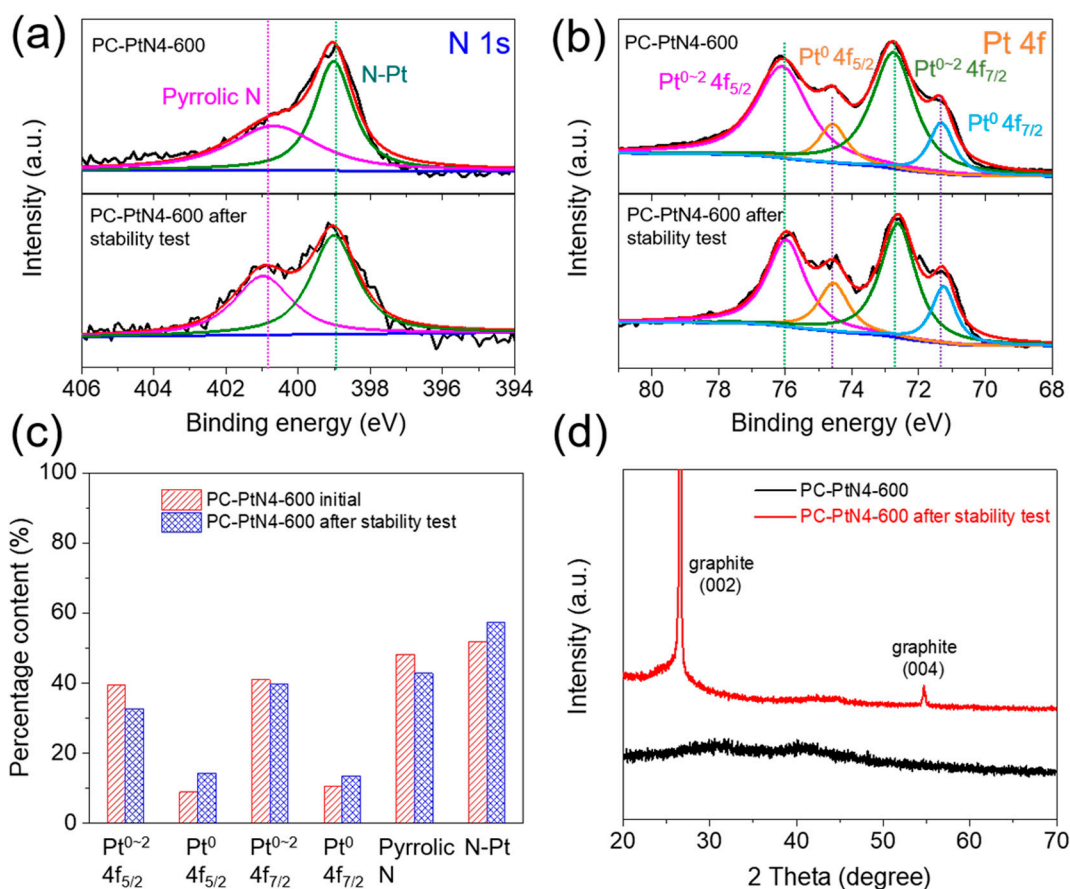 (a)
PC-PtN4-600
N 1s
N-Pt
Pyrrolic N
PC-PtN4-600 after
stability test
Intensity (a.u.)
406 404 402 400 398 396 394
Binding energy (eV)
(b)
PC-PtN4-600
Pt 4f
Pt⁰ 4f5/2
Pt⁰~² 4f5/2
Pt⁰~² 4f7/2
Pt⁰ 4f7/2
PC-PtN4-600 after
stability test
Intensity (a.u.)
80 78 76 74 72 70 68
Binding energy (eV)
(c)
100
80
60
40
20
0
Percentage content (%)
PC-PtN4-600 initial
PC-PtN4-600 after stability test
Pt⁰~² Pt⁰ Pt⁰~² Pt⁰ Pyrrolic N-Pt
4f5/2 4f5/2 4f7/2 4f7/2 N
(d)
PC-PtN4-600
PC-PtN4-600 after stability test
graphite
(002)
graphite
(004)
Intensity (a.u.)
20 30 40 50 60 70
2 Theta (degree)